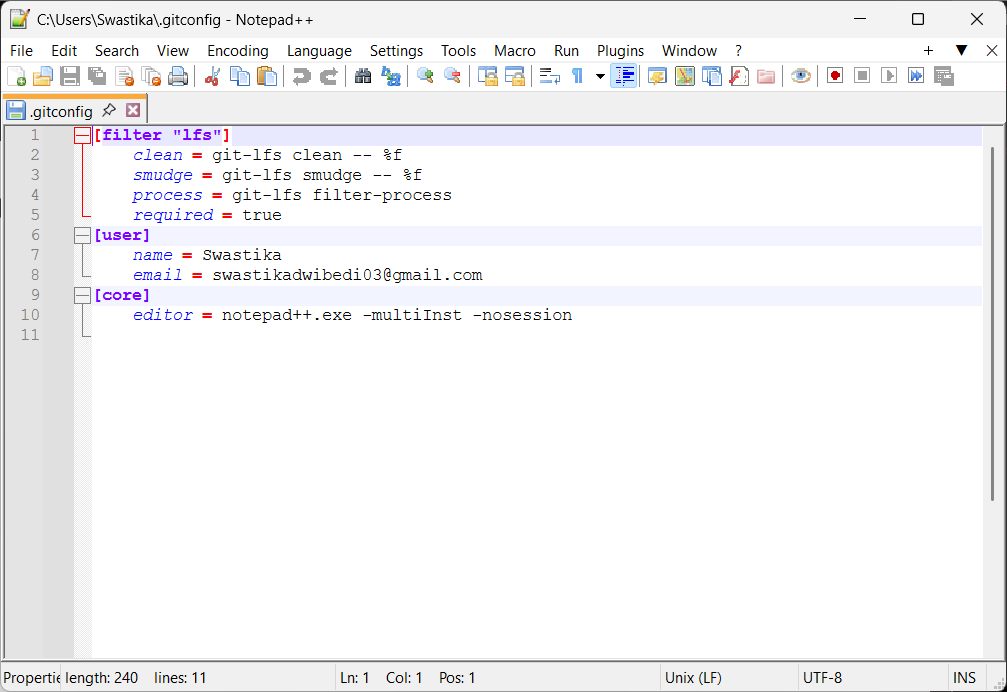 C:\Users\Swastika\.gitconfig - Notepad++
File Edit Search View Encoding Language Settings Tools Macro Run Plugins Window ?
.gitconfig
1 [filter "lfs"]
2 clean = git-lfs clean -- %f
3 smudge = git-lfs smudge -- %f
4 process = git-lfs filter-process
5 required = true
6 [user]
7 name = Swastika
8 email = swastikadwibedi03@gmail.com
9 [core]
10 editor = notepad++.exe -multiInst -nosession
11
Propertie length: 240 lines: 11 Ln: 1 Col: 1 Pos: 1 Unix (LF) UTF-8 INS